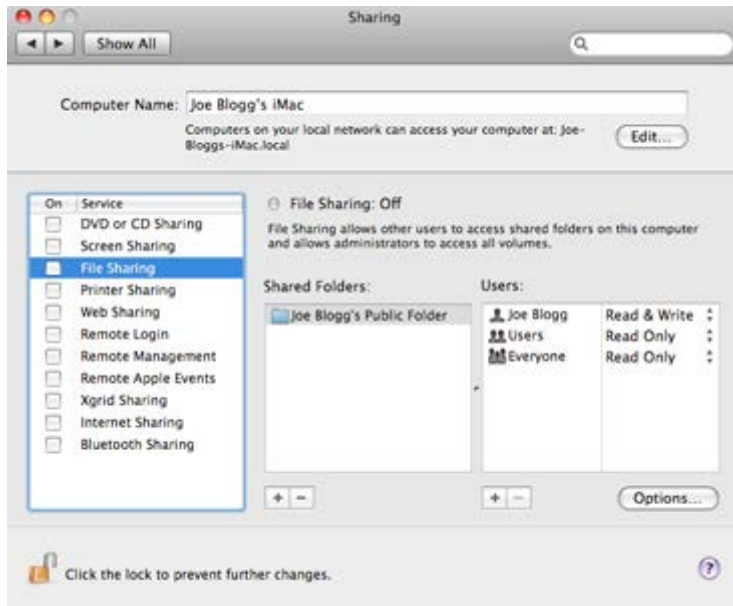 Sharing
Show All
Computer Name: Joe Blogg's iMac
Computers on your local network can access your computer at: Joe-
Bloggs-iMac.local
Edit...
On Service
DVD or CD Sharing
Screen Sharing
File Sharing
Printer Sharing
Web Sharing
Remote Login
Remote Management
Remote Apple Events
Xgrid Sharing
Internet Sharing
Bluetooth Sharing
File Sharing: Off
File Sharing allows other users to access shared folders on this computer
and allows administrators to access all volumes.
Shared Folders:
Joe Blogg's Public Folder
Users:
Joe Blogg Read & Write
Users Read Only
Everyone Read Only
+ -
+ -
Options...
Click the lock to prevent further changes.
?